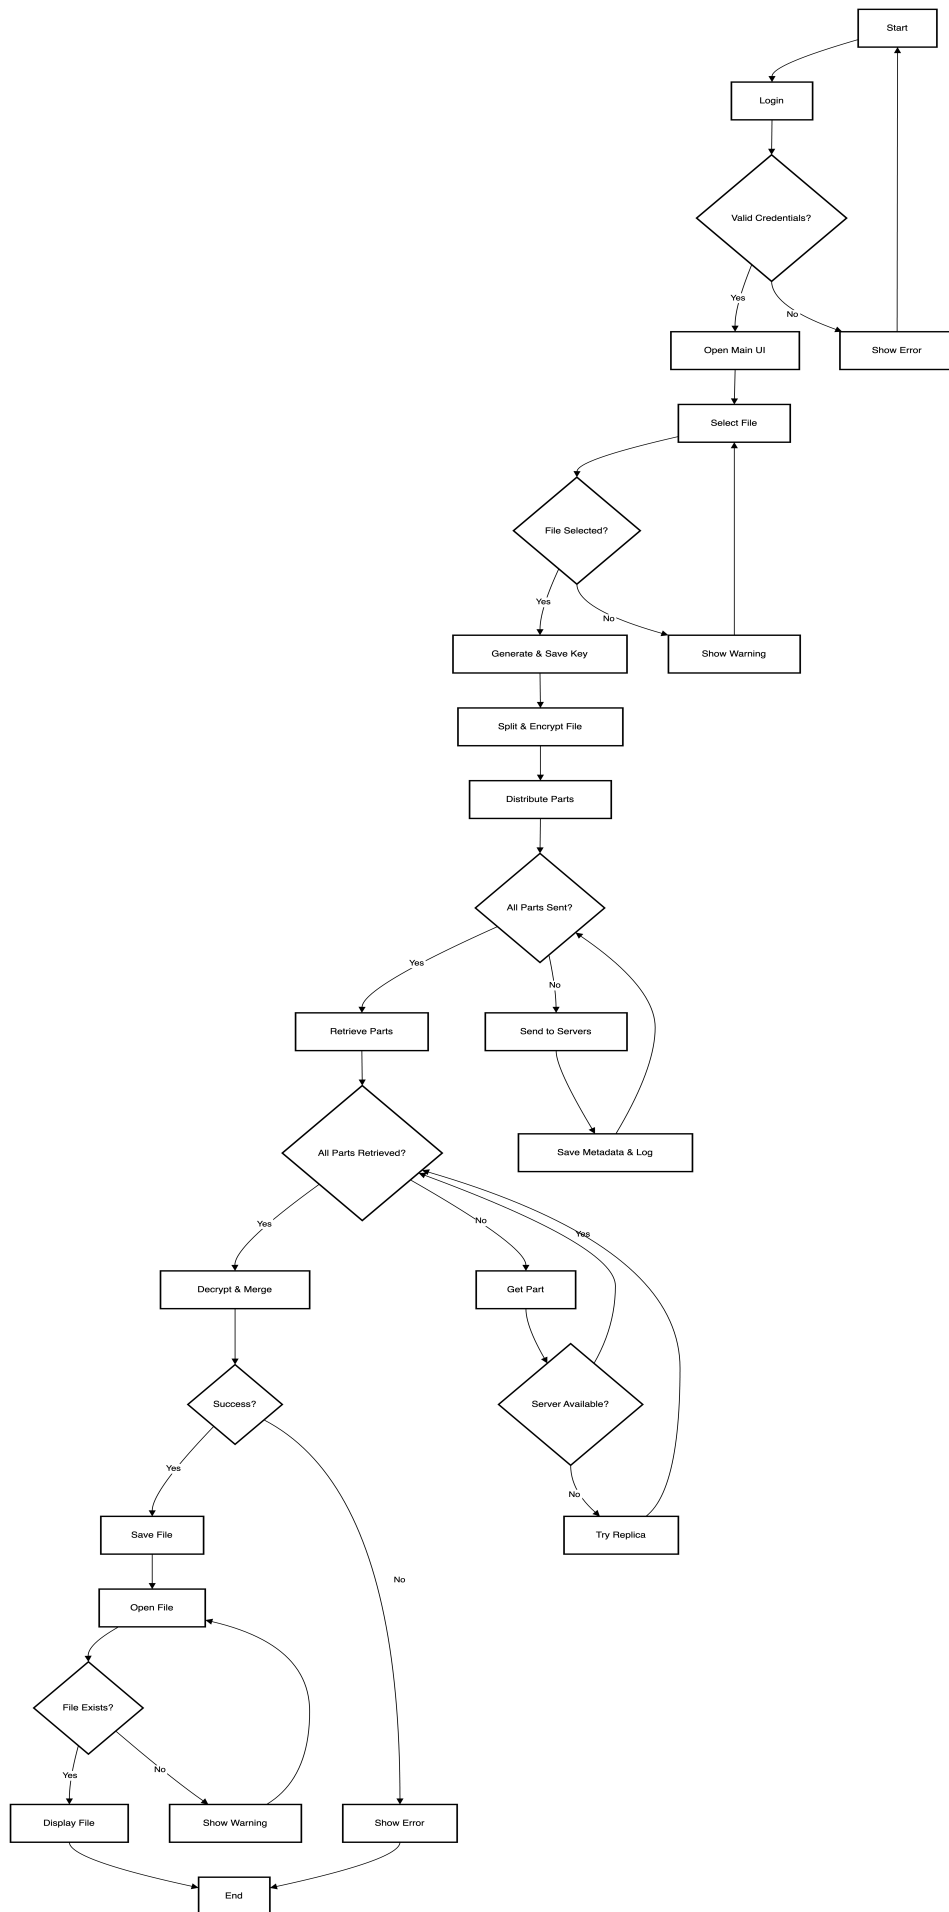 Start
Login
Valid Credentials?
Yes
No
Open Main UI
Show Error
Select File
File Selected?
Yes
No
Generate & Save Key
Show Warning
Split & Encrypt File
Distribute Parts
All Parts Sent?
Yes
No
Retrieve Parts
Send to Servers
All Parts Retrieved?
Save Metadata & Log
Yes
No
Yes
Decrypt & Merge
Get Part
Success?
Server Available?
Yes
No
Save File
Try Replica
No
Open File
File Exists?
Yes
No
Display File
Show Warning
Show Error
End